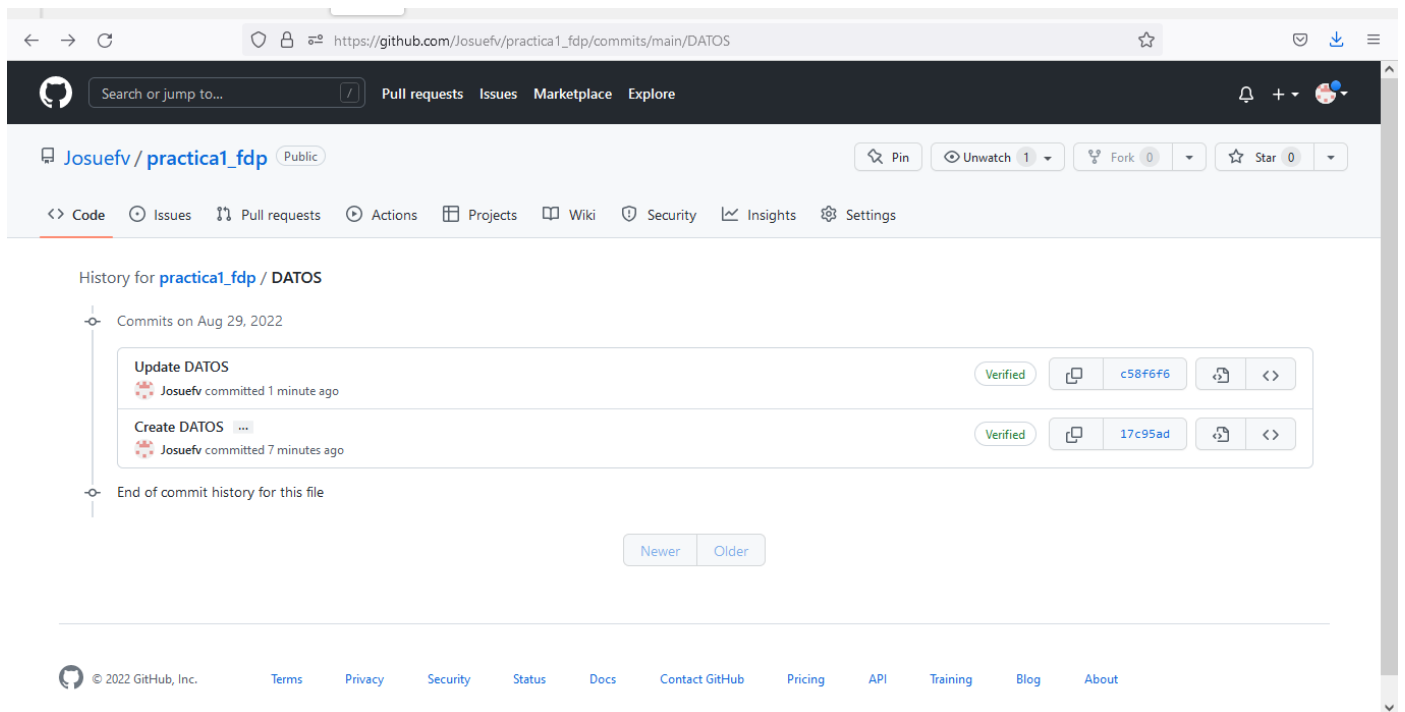 https://github.com/Josuefv/practica1_fdp/commits/main/DATOS
Search or jump to... / Pull requests Issues Marketplace Explore
Josuefv / practica1_fdp Public Pin Unwatch 1 Fork 0 Star 0
Code Issues Pull requests Actions Projects Wiki Security Insights Settings
History for practica1_fdp / DATOS
Commits on Aug 29, 2022
Update DATOS
Josuefv committed 1 minute ago
Verified c58f6f6
Create DATOS ...
Josuefv committed 7 minutes ago
Verified 17c95ad
End of commit history for this file
Newer Older
© 2022 GitHub, Inc. Terms Privacy Security Status Docs Contact GitHub Pricing API Training Blog About